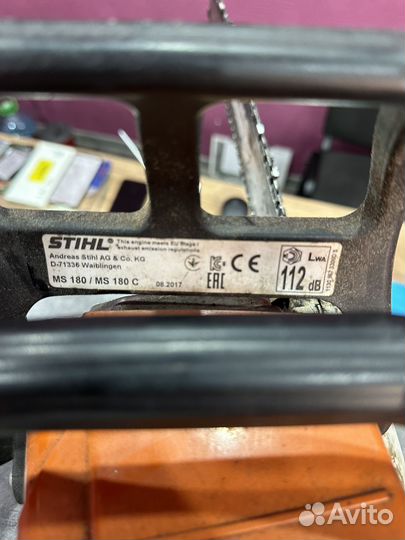 STIHL® This engine meets EU Stage I
exhaust emission regulations
Andreas Stihl AG & Co. KG
D-71336 Waiblingen
MS 180 / MS 180 C 08.2017
EAC CE
LWA
112 dB
Avito